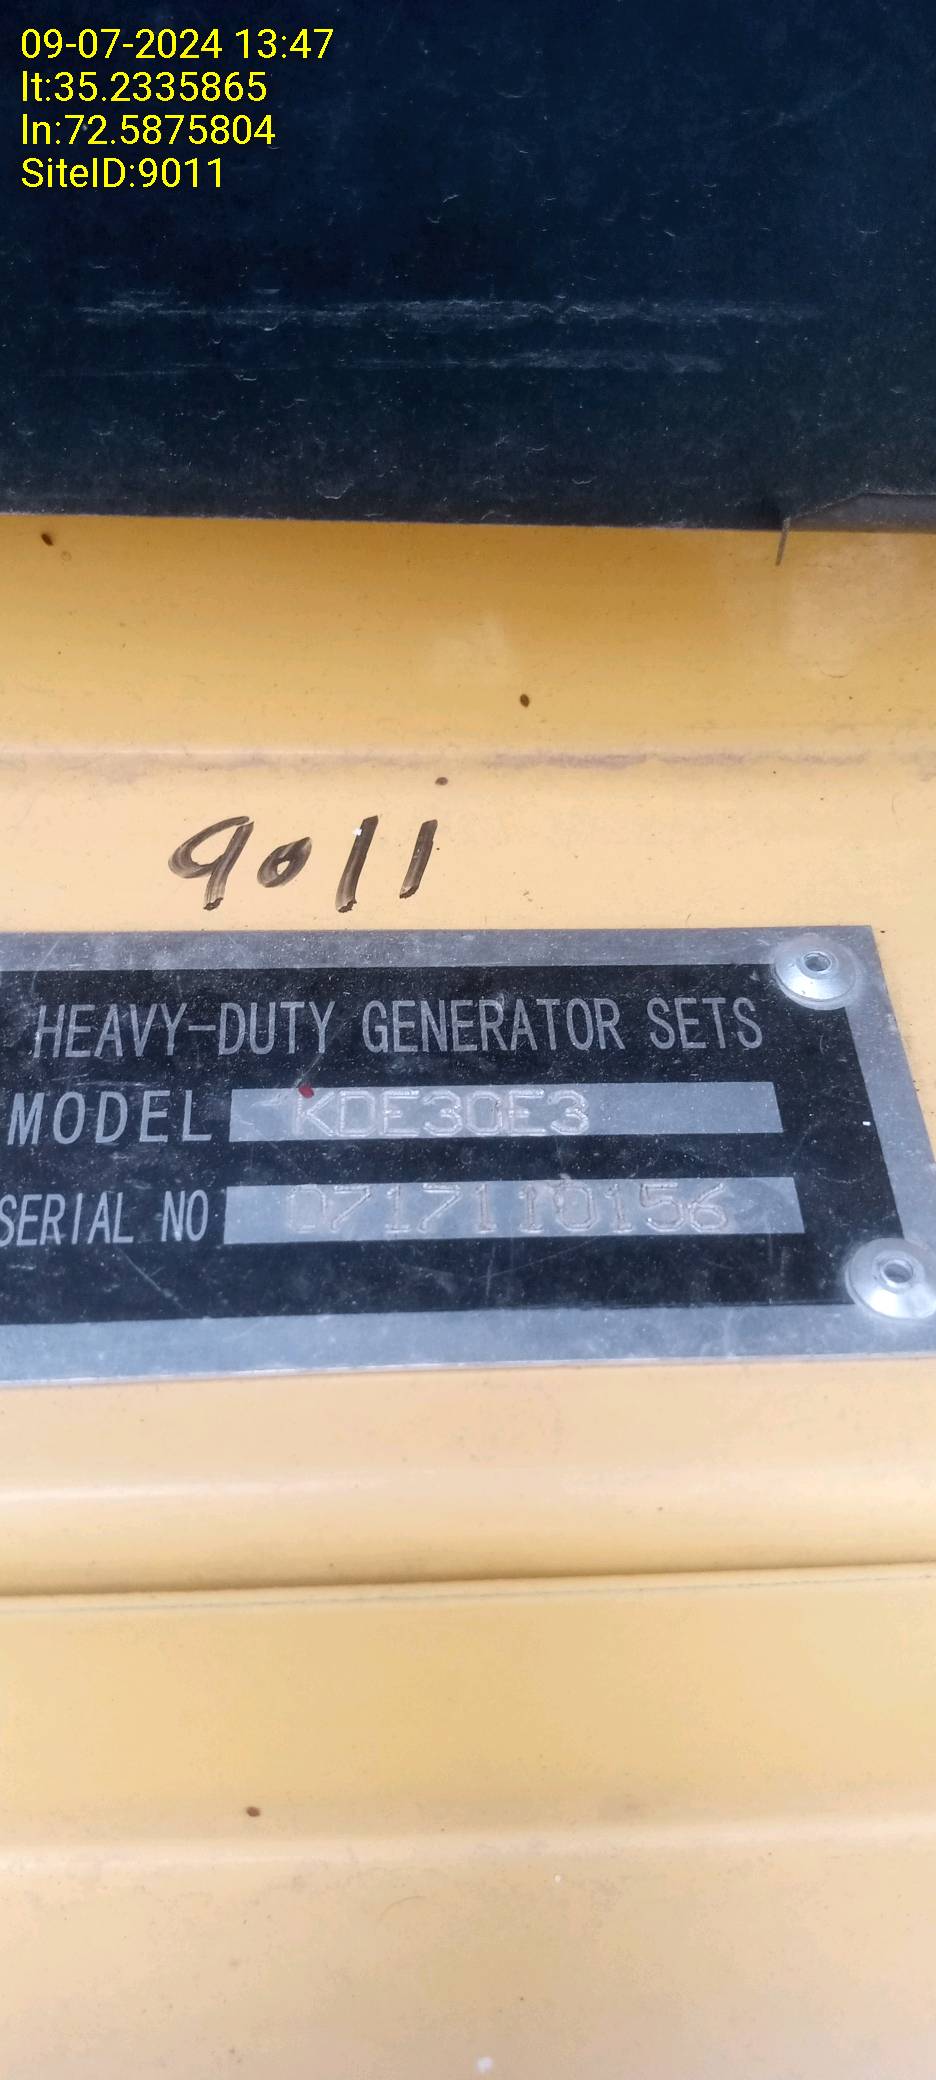 09-07-2024 13:47
lt:35.2335865
ln:72.5875804
SiteID:9011
9011
HEAVY-DUTY GENERATOR SETS
MODEL KDE30E3
SERIAL NO 0717110156